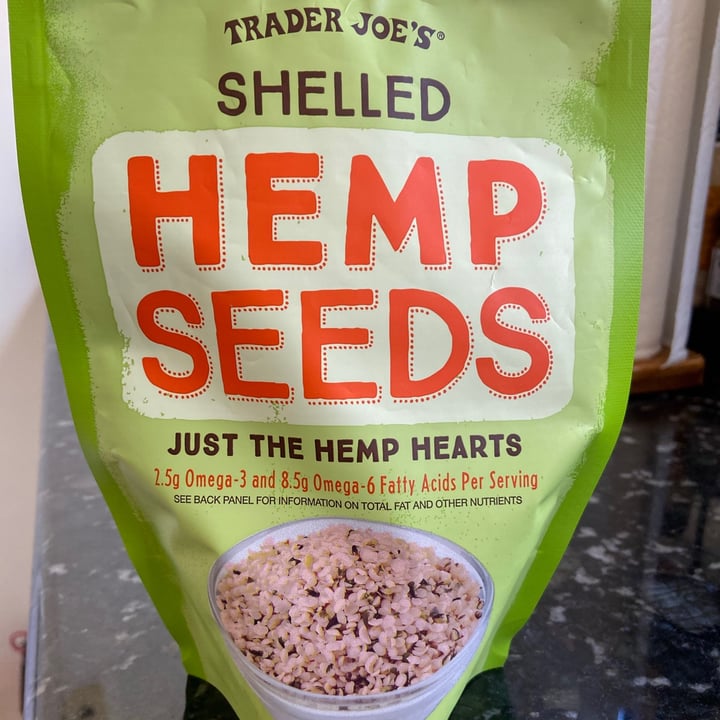 TRADER JOE'S®
SHELLED
HEMP
SEEDS
JUST THE HEMP HEARTS
2.5g Omega-3 and 8.5g Omega-6 Fatty Acids Per Serving
SEE BACK PANEL FOR INFORMATION ON TOTAL FAT AND OTHER NUTRIENTS